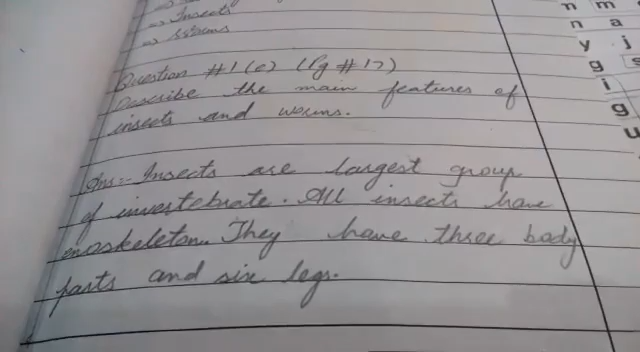 ⇒ Insects
Question #1(c) (Pg #17)
Describe the main features of
insects and worms.
Ans:- Insects are largest group
of invertebrate. All insects have
exoskeleton. They have three body
parts and six legs.
n m
n a
y j
g s
i
g
u